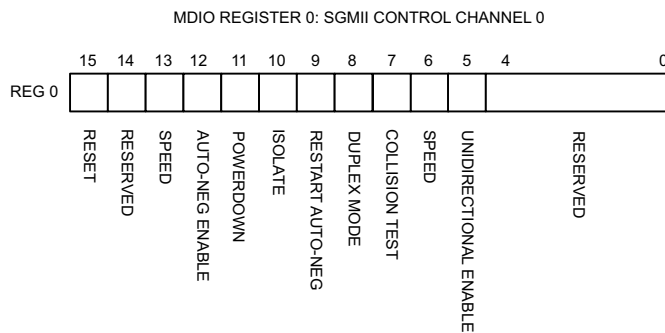 MDIO REGISTER 0: SGMII CONTROL CHANNEL 0
15 14 13 12 11 10 9 8 7 6 5 4 0
REG 0
RESET
RESERVED
SPEED
AUTO-NEG ENABLE
POWERDOWN
ISOLATE
RESTART AUTO-NEG
DUPLEX MODE
COLLISION TEST
SPEED
UNIDIRECTIONAL ENABLE
RESERVED